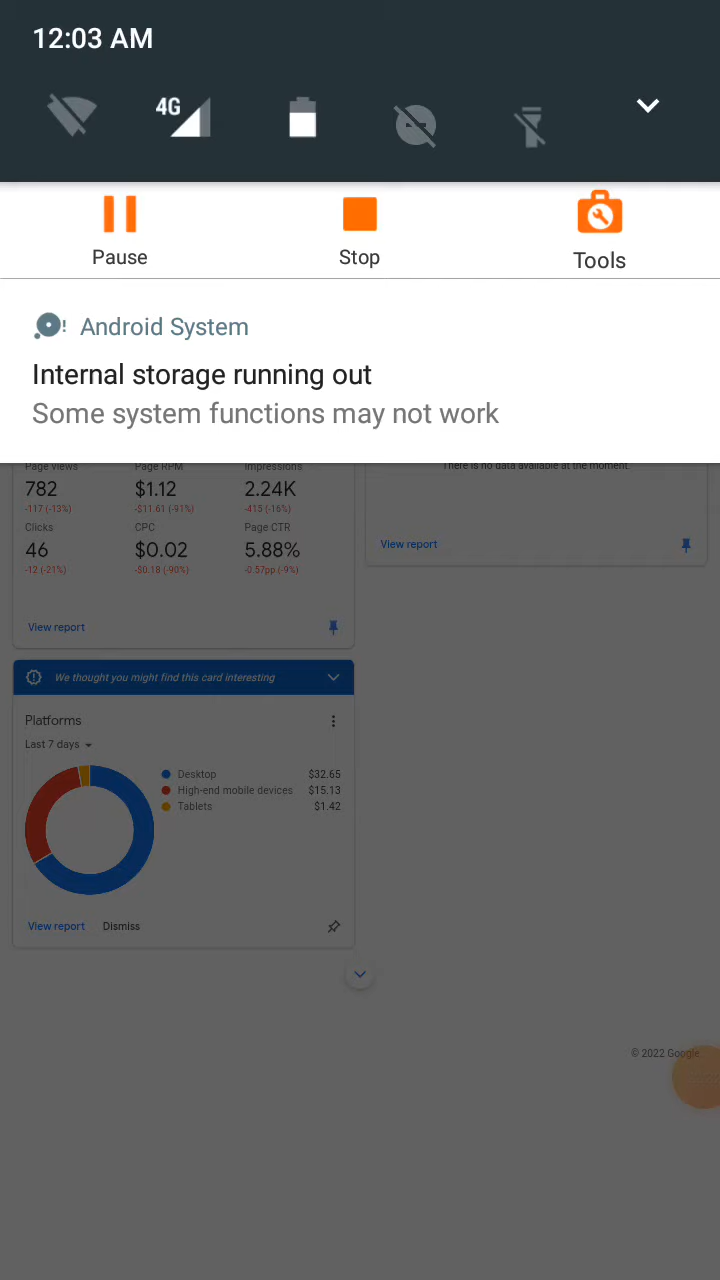 12:03 AM
4G
Pause
Stop
Tools
Android System
Internal storage running out
Some system functions may not work
Page views
Page RPM
Impressions
There is no data available at the moment.
782
$1.12
2.24K
-117 (-13%)
-$11.61 (-91%)
-415 (-16%)
Clicks
CPC
Page CTR
46
$0.02
5.88%
-12 (-21%)
-$0.18 (-90%)
-0.57pp (-9%)
View report
View report
We thought you might find this card interesting
Platforms
Last 7 days
Desktop $32.65
High-end mobile devices $15.13
Tablets $1.42
View report
Dismiss
© 2022 Google